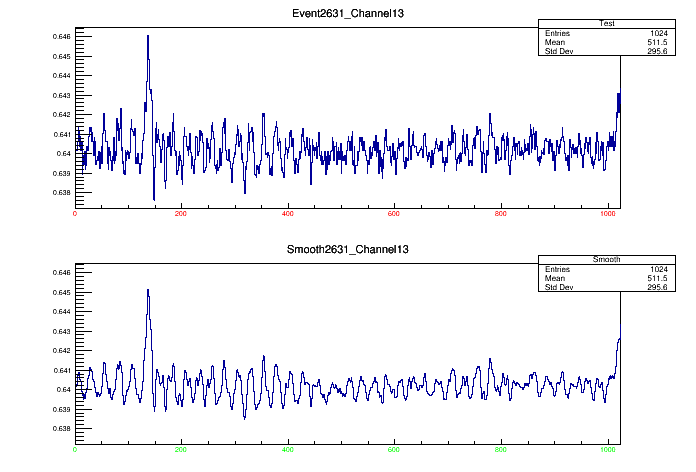 Event2631_Channel13
Test
Entries 1024
Mean 511.5
Std Dev 295.6
0.646
0.645
0.644
0.643
0.642
0.641
0.64
0.639
0.638
0 200 400 600 800 1000
Smooth2631_Channel13
Smooth
Entries 1024
Mean 511.5
Std Dev 295.6
0.646
0.645
0.644
0.643
0.642
0.641
0.64
0.639
0.638
0 200 400 600 800 1000